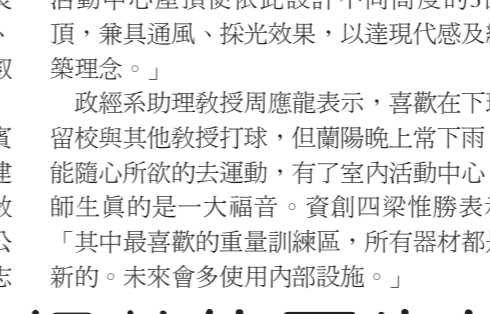 活動中心屋頂便依此設計不同高度的3
頂，兼具通風、採光效果，以達現代感及
築理念。」
政經系助理教授周應龍表示，喜歡在下
留校與其他教授打球，但蘭陽晚上常下雨
能隨心所欲的去運動，有了室內活動中心
師生眞的是一大福音。資創四梁惟勝表
「其中最喜歡的重量訓練區，所有器材都
新的。未來會多使用內部設施。」
、
賓
建
公
志